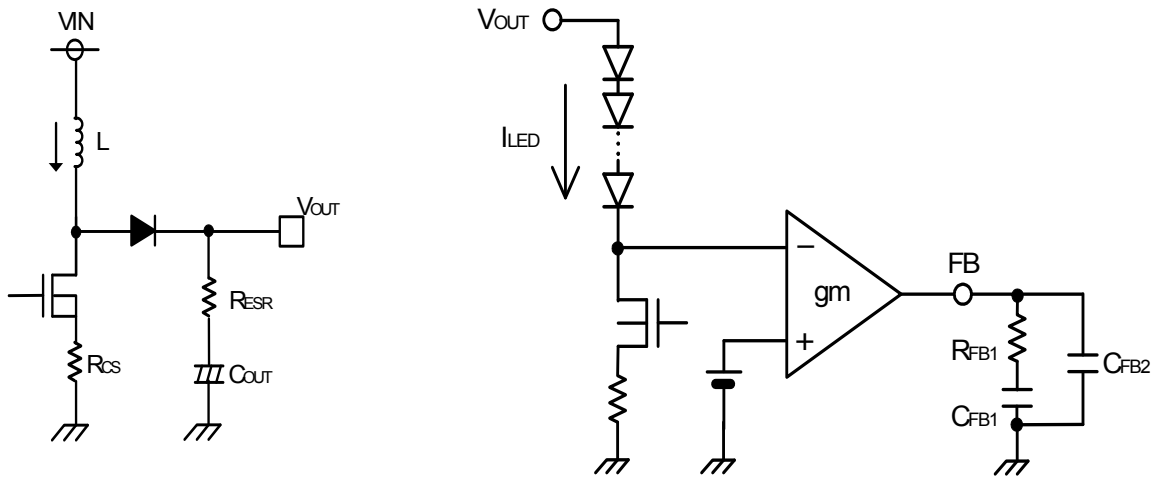 VIN
L
VOUT
RESR
RCS
COUT
VOUT
ILED
−
gm
+
FB
RFB1
CFB2
CFB1